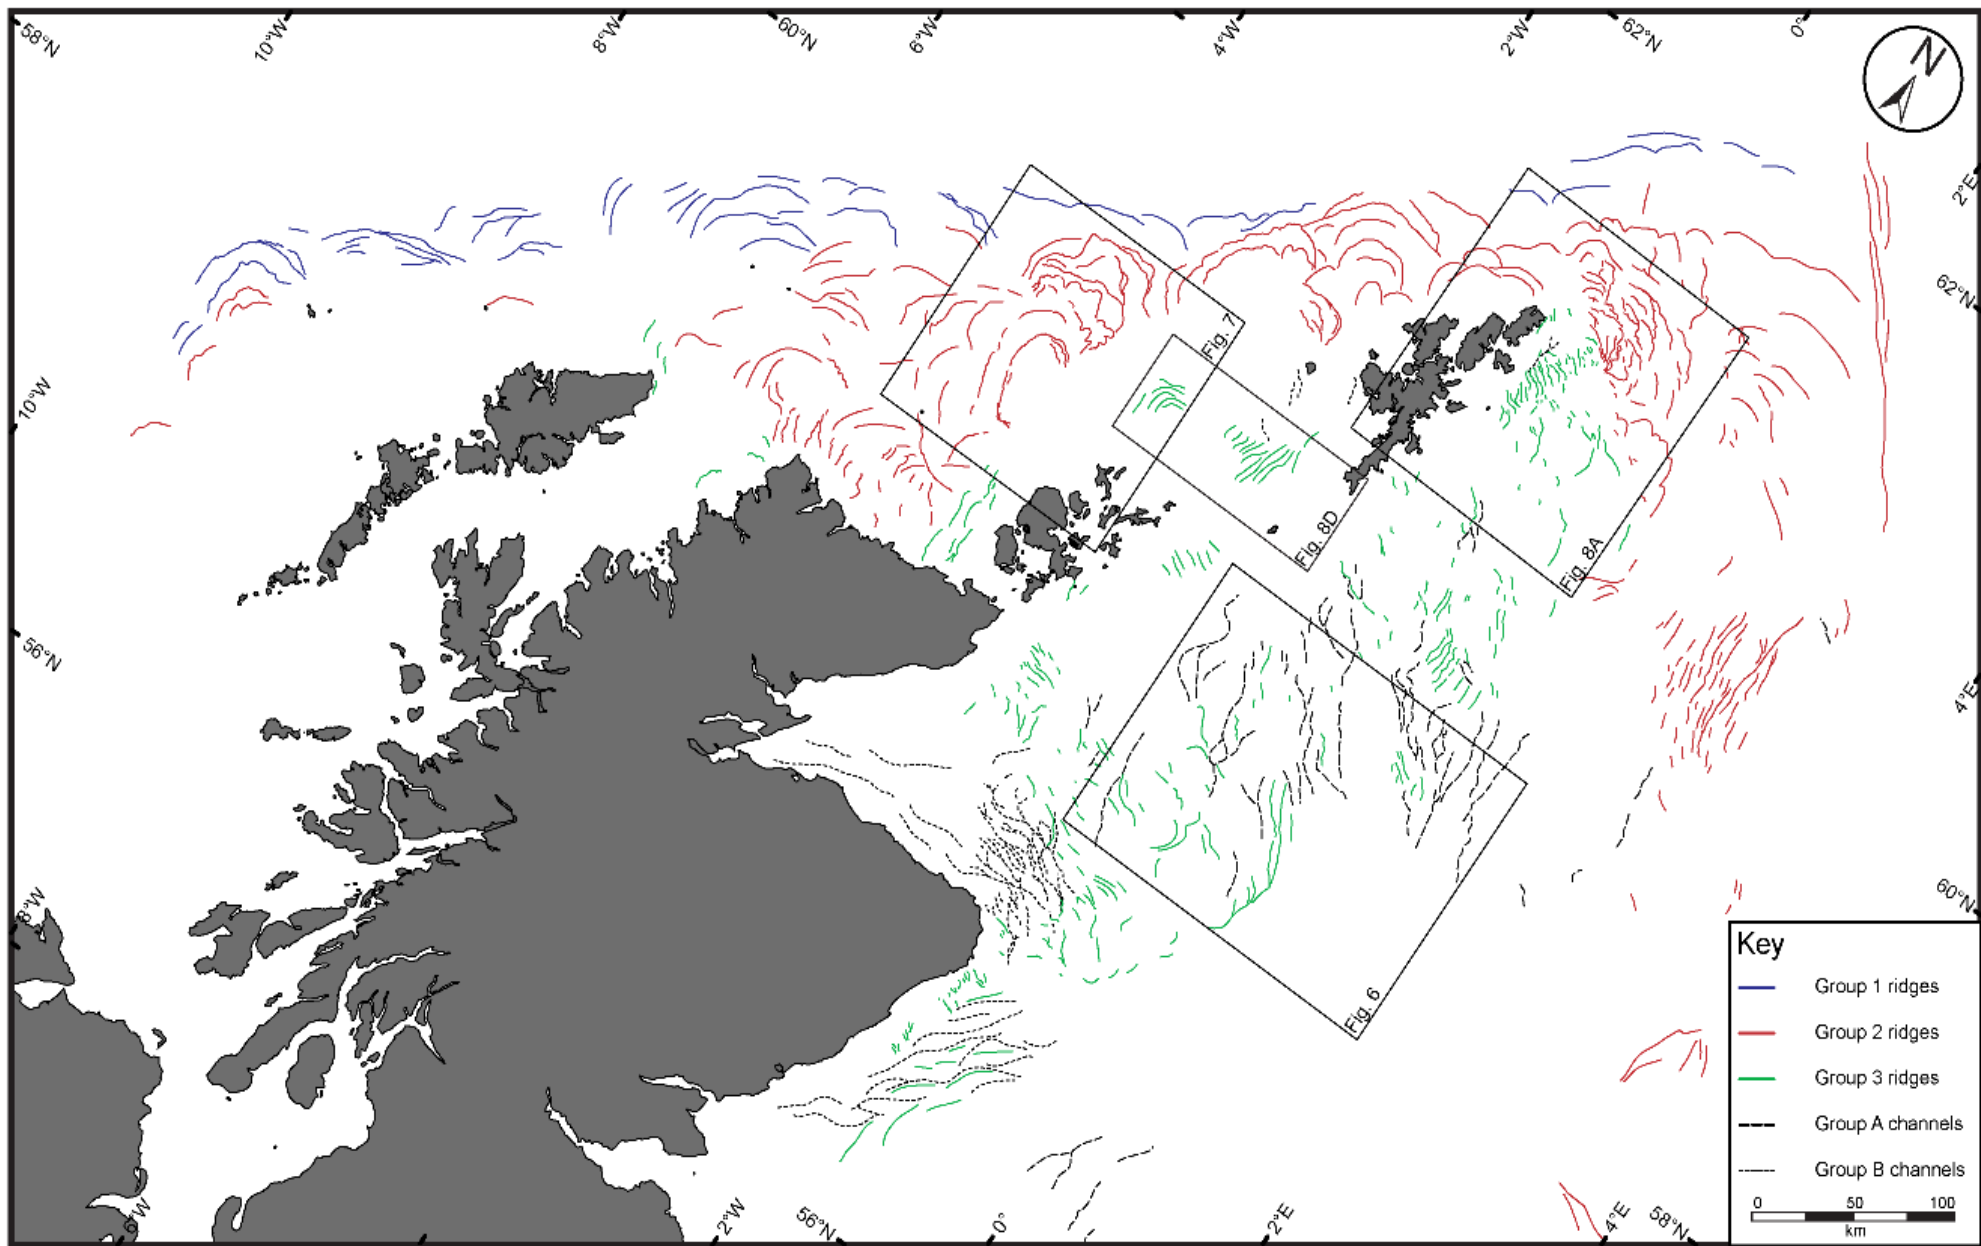 58°N
10°W
8°W
60°N
6°W
4°W
2°W
62°N
0°
N
2°E
62°N
10°W
Fig. 7
Fig. 8D
Fig. 8A
56°N
4°E
8°W
60°N
Fig. 6
Key
Group 1 ridges
Group 2 ridges
Group 3 ridges
Group A channels
Group B channels
0 50 100
km
6°W
2°W
56°N
0°
2°E
4°E
58°N